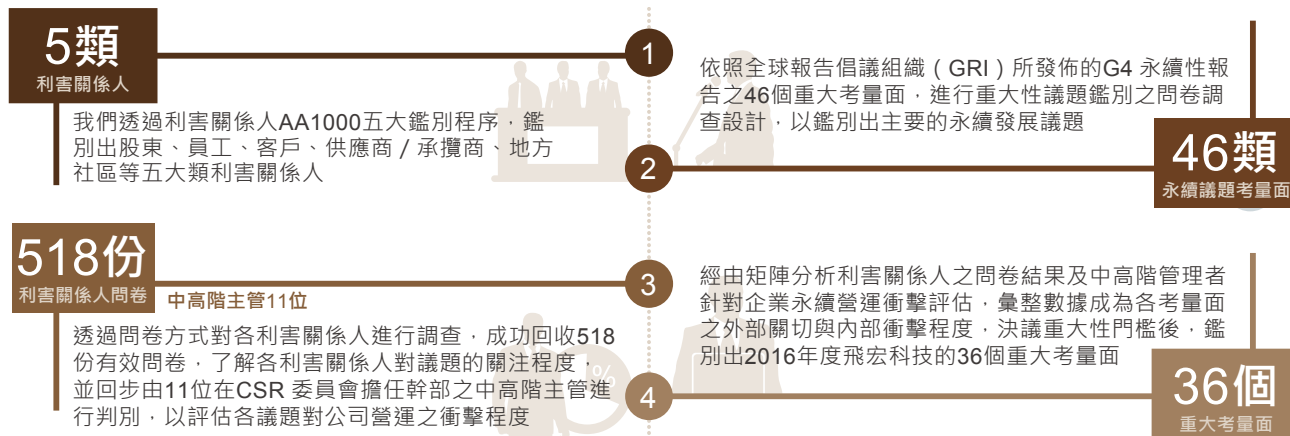 5類
利害關係人
1
我們透過利害關係人AA1000五大鑑別程序，鑑
別出股東、員工、客戶、供應商 / 承攬商、地方
社區等五大類利害關係人
依照全球報告倡議組織（GRI）所發佈的G4 永續性報
告之46個重大考量面，進行重大性議題鑑別之問卷調
查設計，以鑑別出主要的永續發展議題
2
46類
永續議題考量面
518份
利害關係人問卷
中高階主管11位
3
透過問卷方式對各利害關係人進行調查，成功回收518
份有效問卷，了解各利害關係人對議題的關注程度，
並回步由11位在CSR 委員會擔任幹部之中高階主管進
行判別，以評估各議題對公司營運之衝擊程度
%
經由矩陣分析利害關係人之問卷結果及中高階管理者
針對企業永續營運衝擊評估，彙整數據成為各考量面
之外部關切與內部衝擊程度，決議重大性門檻後，鑑
別出2016年度飛宏科技的36個重大考量面
4
36個
重大考量面